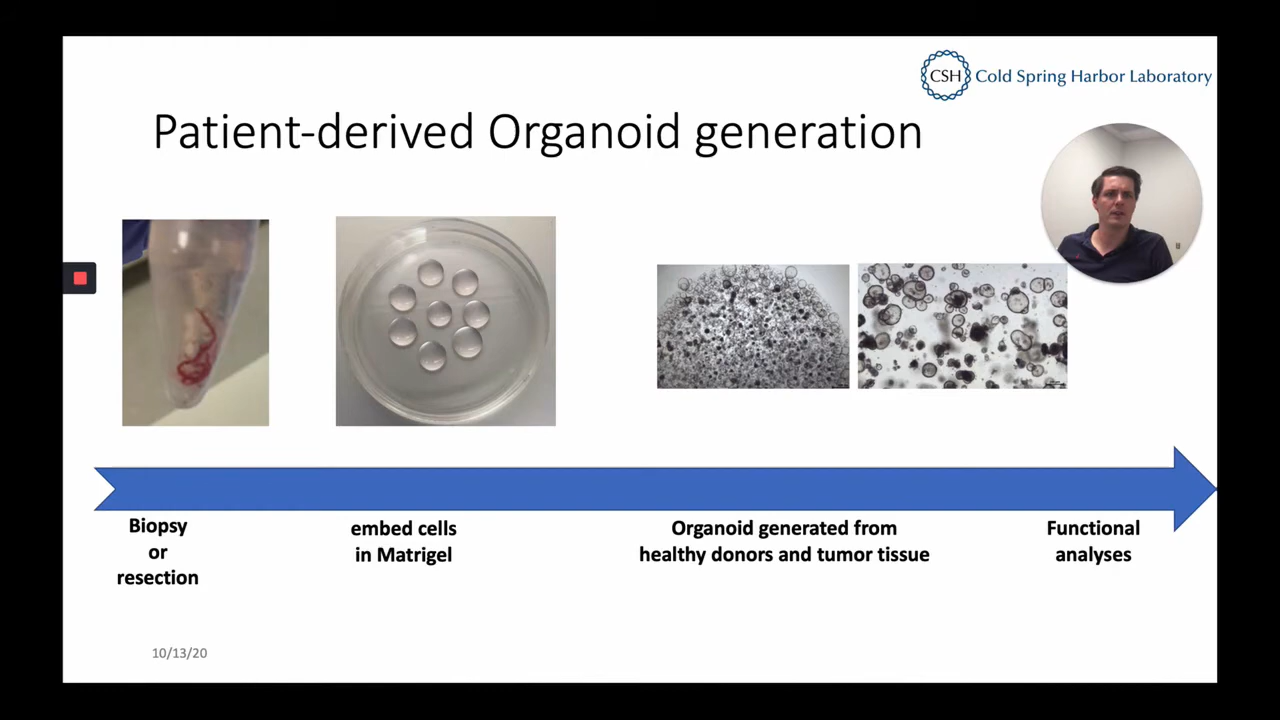 CSH Cold Spring Harbor Laboratory
Patient-derived Organoid generation
Biopsy
or
resection
embed cells
in Matrigel
Organoid generated from
healthy donors and tumor tissue
Functional
analyses
10/13/20